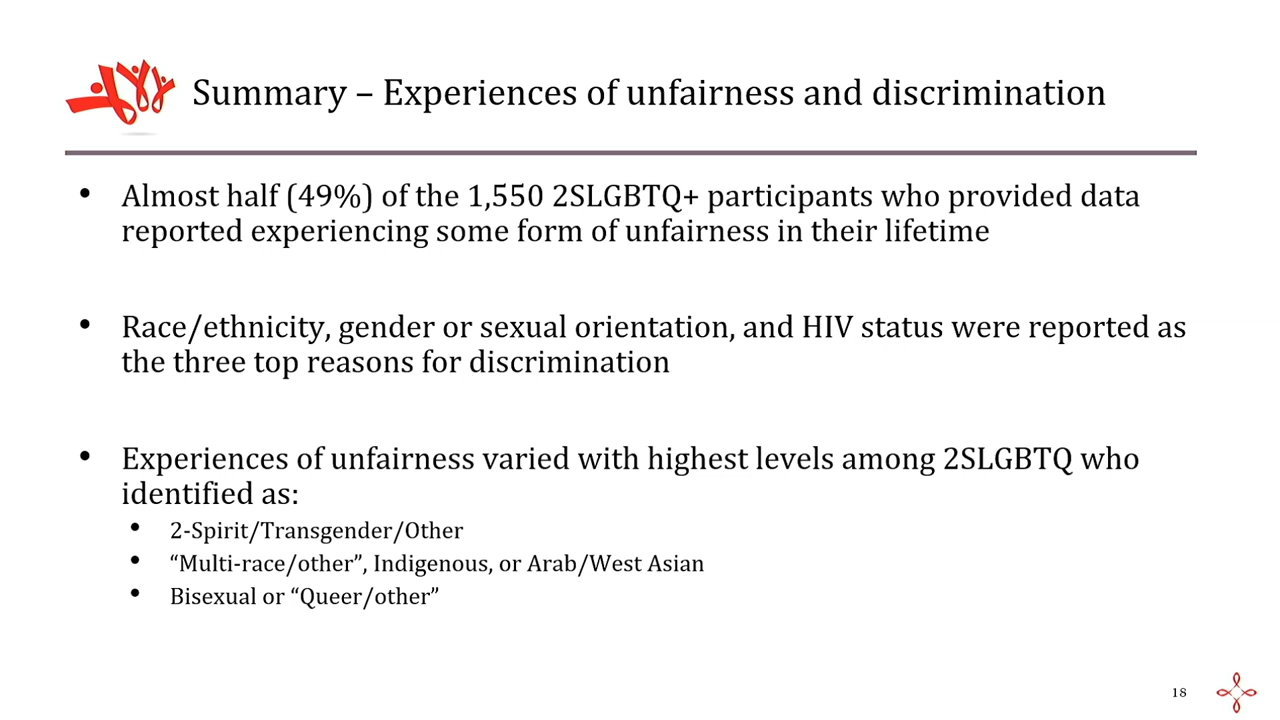 Summary – Experiences of unfairness and discrimination
• Almost half (49%) of the 1,550 2SLGBTQ+ participants who provided data
reported experiencing some form of unfairness in their lifetime
• Race/ethnicity, gender or sexual orientation, and HIV status were reported as
the three top reasons for discrimination
• Experiences of unfairness varied with highest levels among 2SLGBTQ who
identified as:
• 2-Spirit/Transgender/Other
• “Multi-race/other”, Indigenous, or Arab/West Asian
• Bisexual or “Queer/other”
18